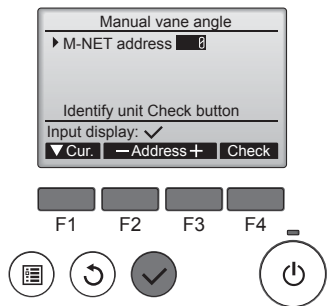 Manual vane angle
M-NET address 0
Identify unit Check button
Input display: ✓
▼Cur. −Address+ Check
F1 F2 F3 F4